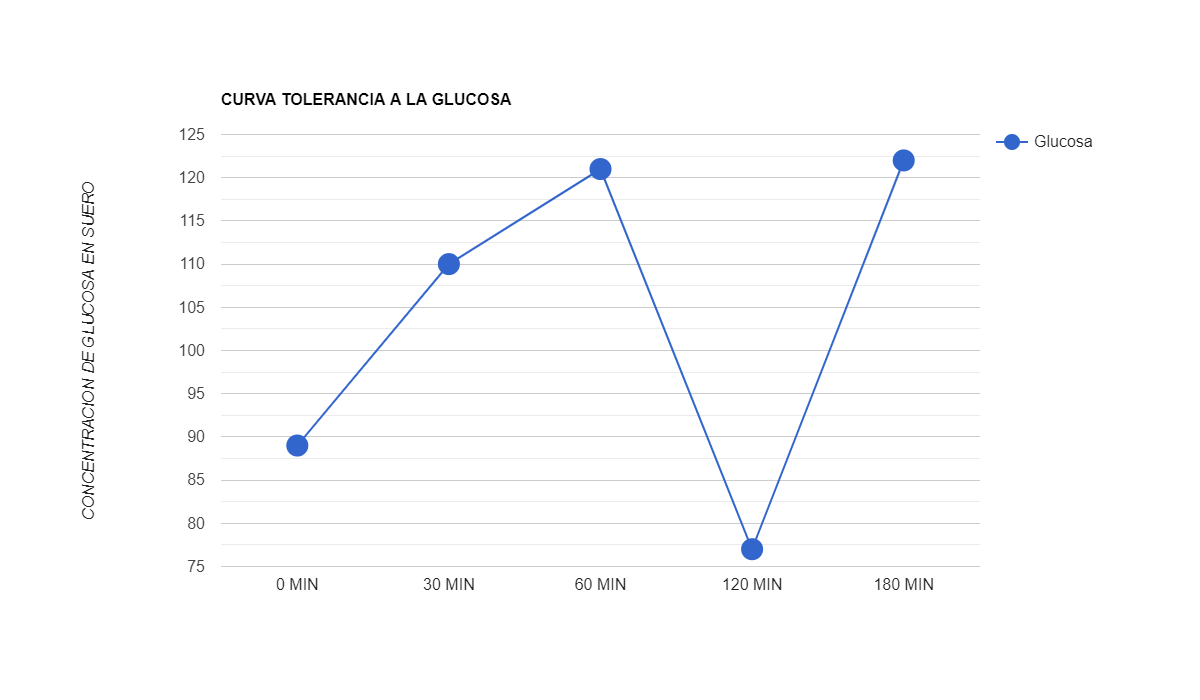 CURVA TOLERANCIA A LA GLUCOSA
CONCENTRACION DE GLUCOSA EN SUERO
125
120
115
110
105
100
95
90
85
80
75
0 MIN 30 MIN 60 MIN 120 MIN 180 MIN
Glucosa